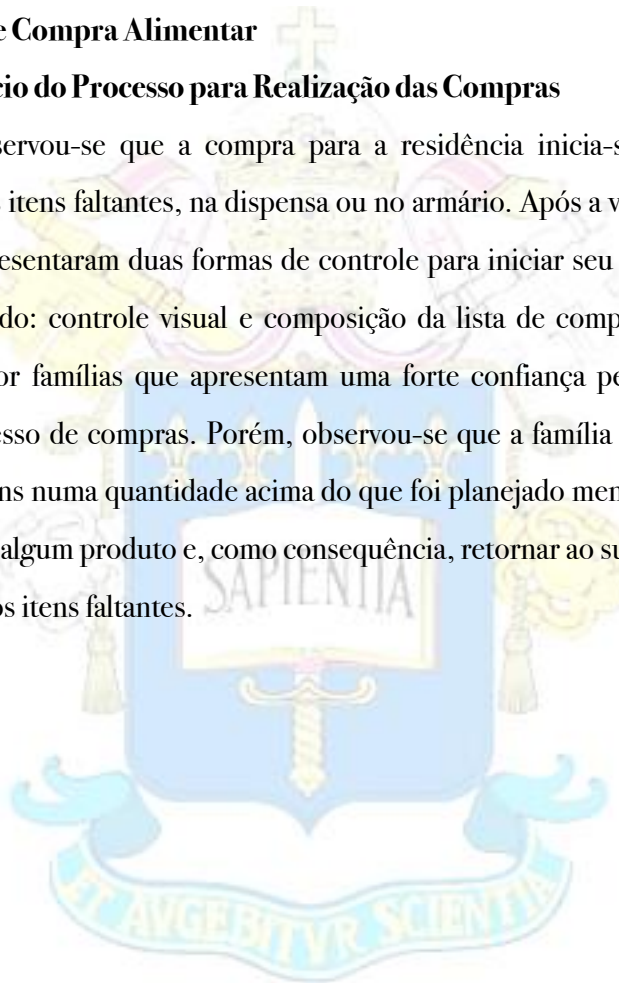 e Compra Alimentar
cio do Processo para Realização das Compras
servou-se que a compra para a residência inicia-s
s itens faltantes, na dispensa ou no armário. Após a v
esentaram duas formas de controle para iniciar seu
do: controle visual e composição da lista de comp
or famílias que apresentam uma forte confiança pe
esso de compras. Porém, observou-se que a família
ns numa quantidade acima do que foi planejado men
algum produto e, como consequência, retornar ao su
os itens faltantes.
SAPIENTIA
ET AVGEBITVR SCIENTIA